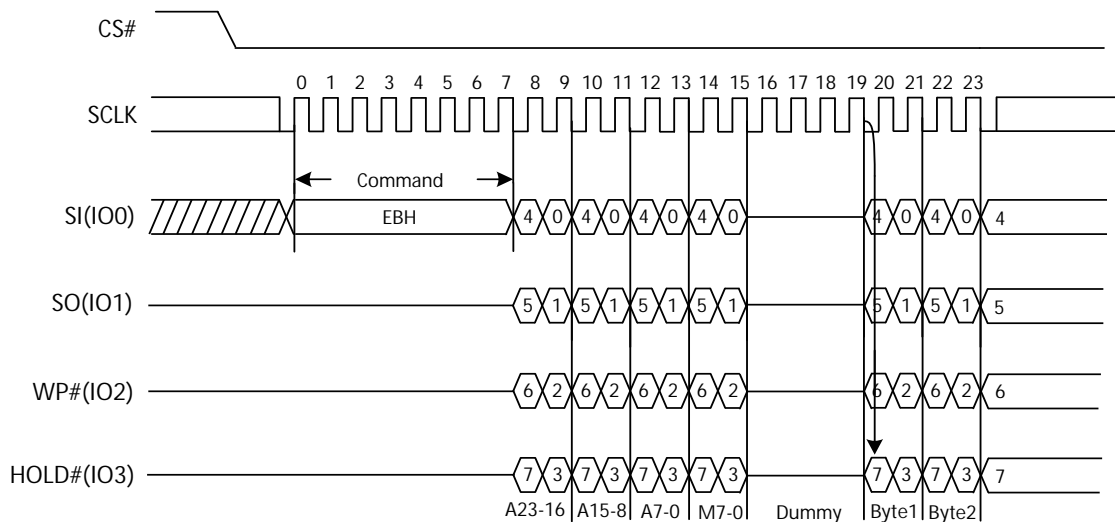 CS#
0 1 2 3 4 5 6 7 8 9 10 11 12 13 14 15 16 17 18 19 20 21 22 23
SCLK
Command
SI(IO0) EBH 4 0 4 0 4 0 4 0 4 0 4 0 4
SO(IO1) 5 1 5 1 5 1 5 1 5 1 5 1 5
WP#(IO2) 6 2 6 2 6 2 6 2 6 2 6 2 6
HOLD#(IO3) 7 3 7 3 7 3 7 3 7 3 7 3 7
A23-16 A15-8 A7-0 M7-0 Dummy Byte1 Byte2